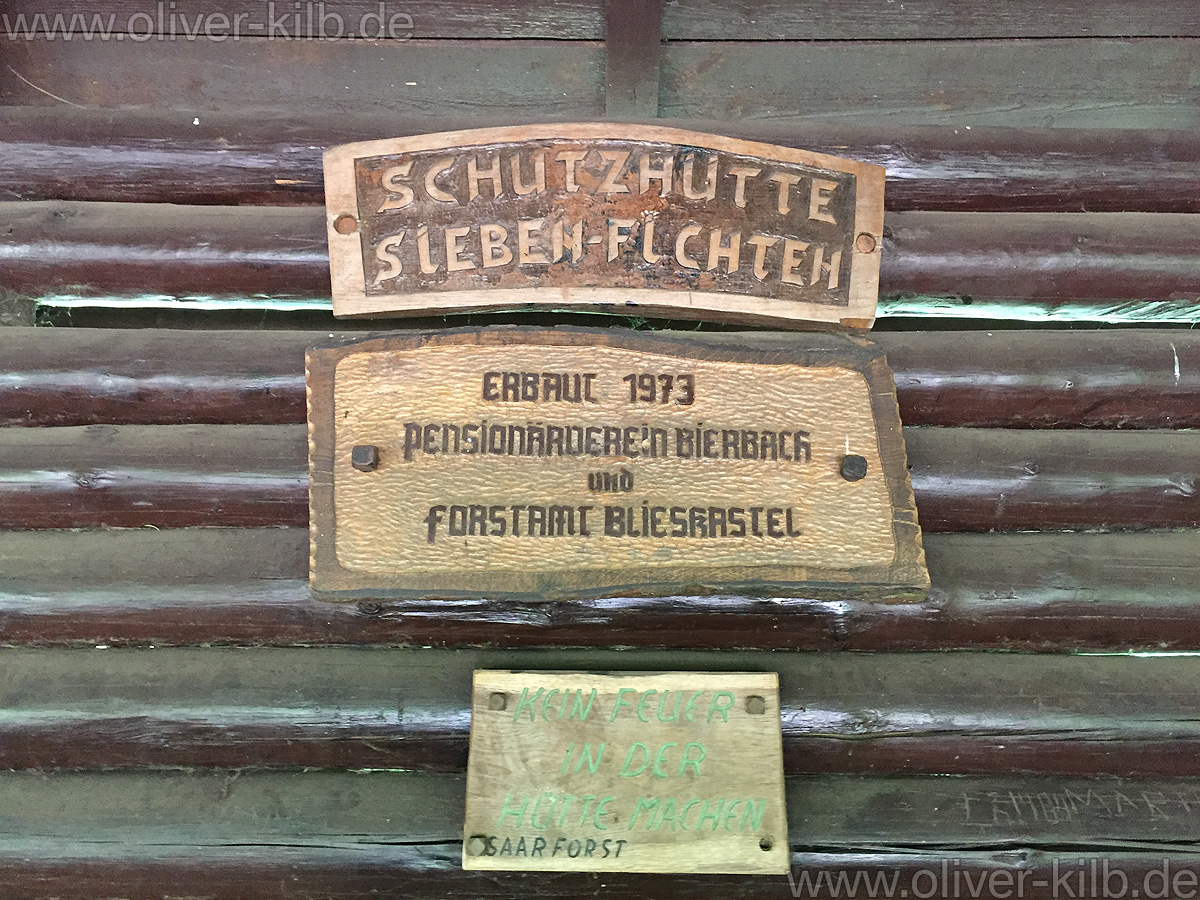 www.oliver-kilb.de
SCHUTZHÜTTE
SIEBEN-FICHTEN
ERBAUT 1973
PENSIONÄRVEREIN BIERBACH
und
FORSTAMT BLIESKASTEL
KEIN FEUER
IN DER
HÜTTE MACHEN
SAARFORST
www.oliver-kilb.de